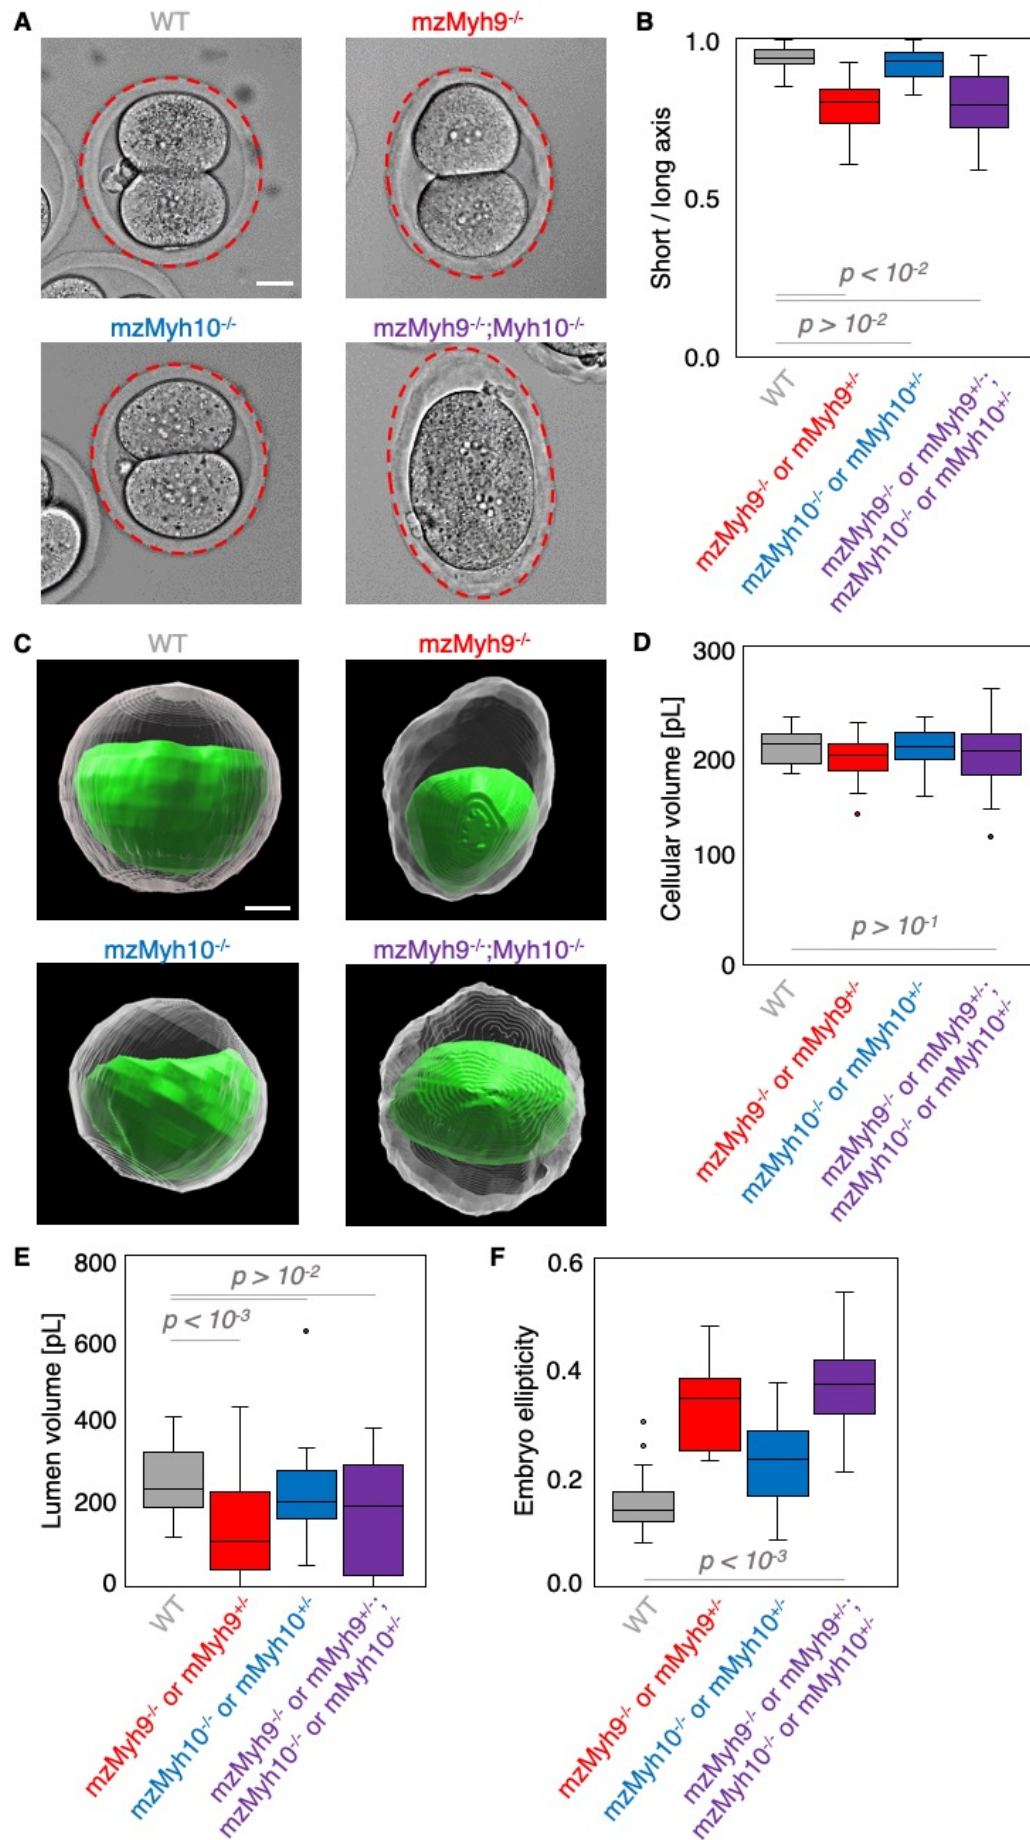 A
WT
mzMyh9-/-
mzMyh10-/-
mzMyh9-/-;Myh10-/-
B
Short / long axis
1.0
0.5
0.0
p < 10-2
p > 10-2
WT
mzMyh9-/- or mMyh9+/-
mzMyh10-/- or mMyh10+/-
mzMyh9-/- or mMyh9+/-;
mzMyh10-/- or mMyh10+/-
C
WT
mzMyh9-/-
mzMyh10-/-
mzMyh9-/-;Myh10-/-
D
Cellular volume [pL]
300
200
100
0
p > 10-1
WT
mzMyh9-/- or mMyh9+/-
mzMyh10-/- or mMyh10+/-
mzMyh9-/- or mMyh9+/-;
mzMyh10-/- or mMyh10+/-
E
Lumen volume [pL]
800
600
400
200
0
p > 10-2
p < 10-3
WT
mzMyh9-/- or mMyh9+/-
mzMyh10-/- or mMyh10+/-
mzMyh9-/- or mMyh9+/-;
mzMyh10-/- or mMyh10+/-
F
Embryo ellipticity
0.6
0.4
0.2
0.0
p < 10-3
WT
mzMyh9-/- or mMyh9+/-
mzMyh10-/- or mMyh10+/-
mzMyh9-/- or mMyh9+/-;
mzMyh10-/- or mMyh10+/-